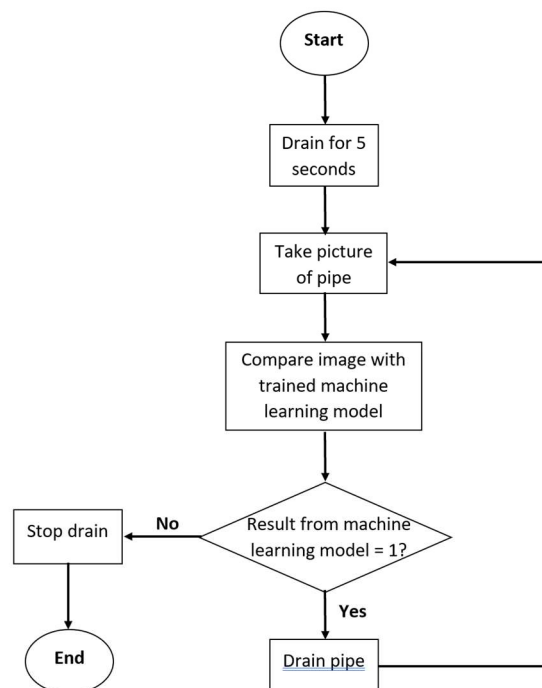 Start
Drain for 5
seconds
Take picture
of pipe
Compare image with
trained machine
learning model
Result from machine
learning model = 1?
No
Stop drain
Yes
End
Drain pipe